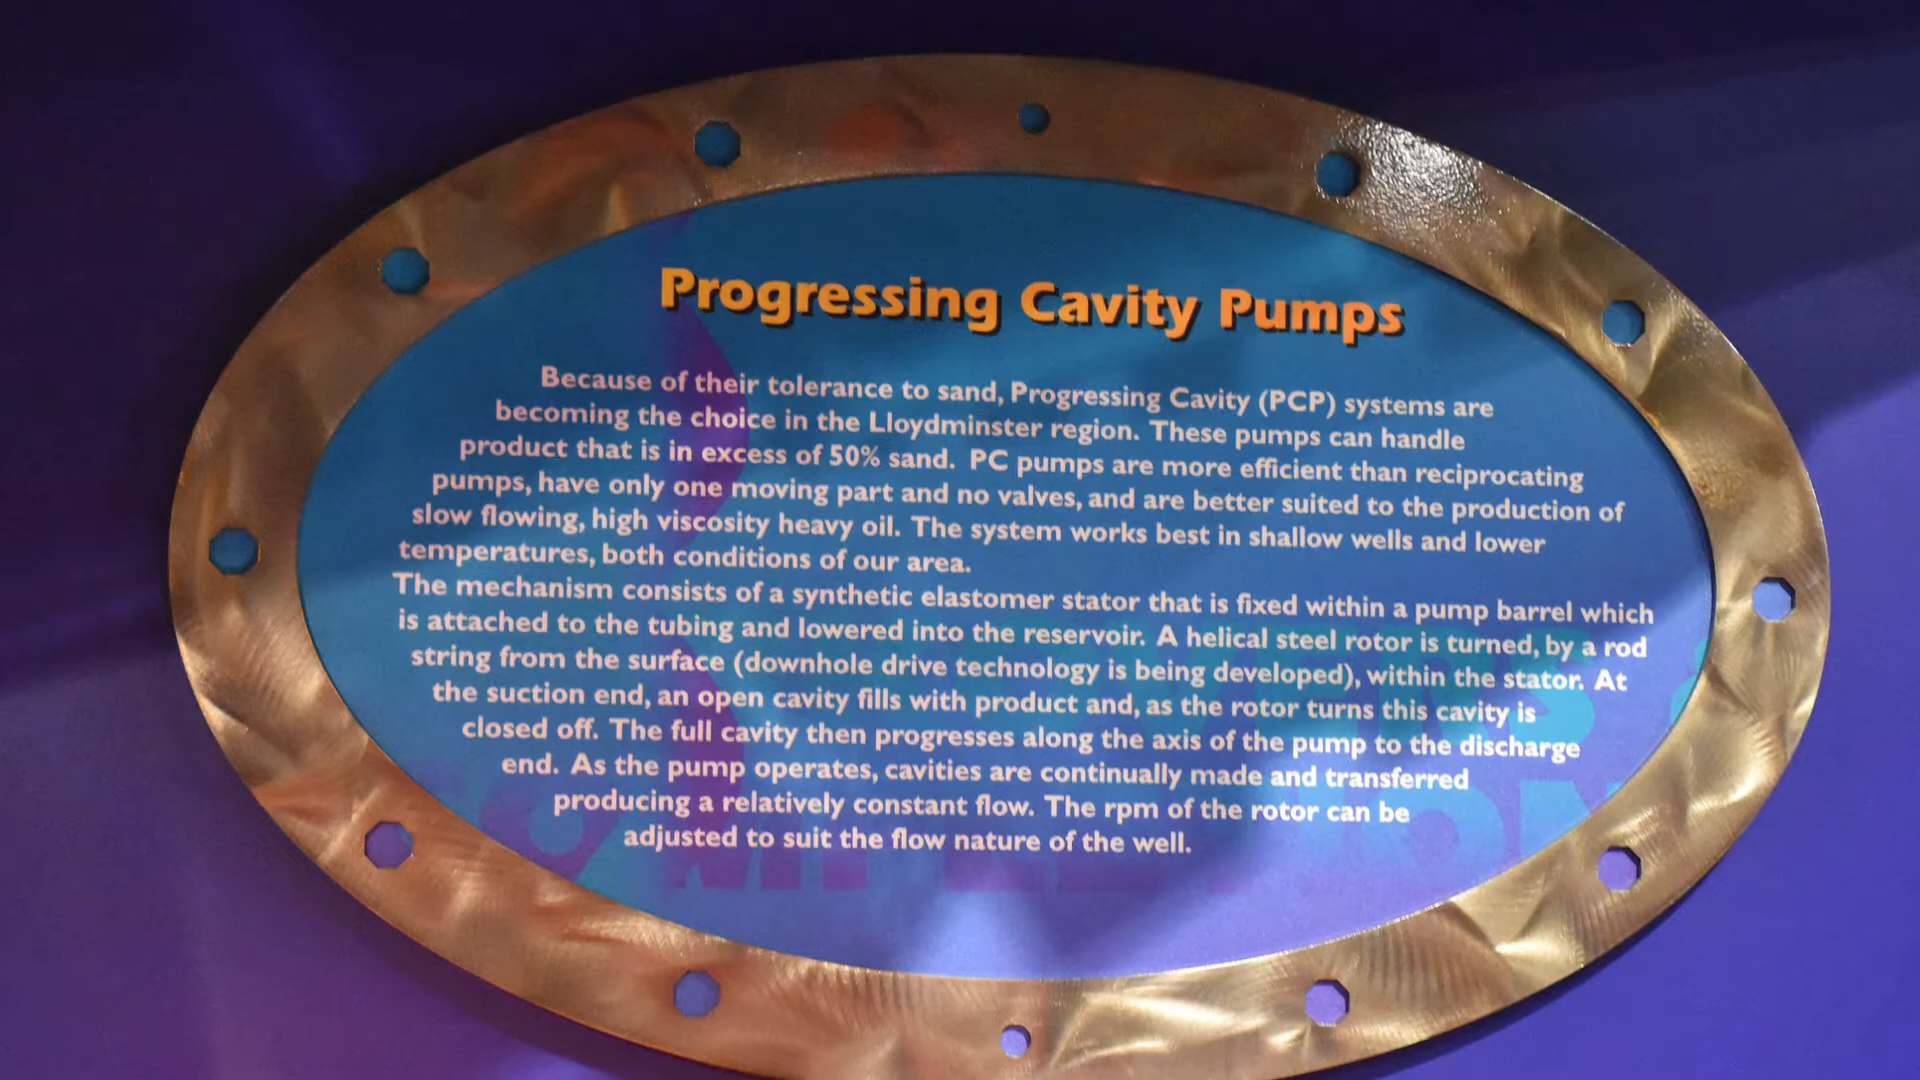 Progressing Cavity Pumps
Because of their tolerance to sand, Progressing Cavity (PCP) systems are
becoming the choice in the Lloydminster region. These pumps can handle
product that is in excess of 50% sand. PC pumps are more efficient than reciprocating
pumps, have only one moving part and no valves, and are better suited to the production of
slow flowing, high viscosity heavy oil. The system works best in shallow wells and lower
temperatures, both conditions of our area.
The mechanism consists of a synthetic elastomer stator that is fixed within a pump barrel which
is attached to the tubing and lowered into the reservoir. A helical steel rotor is turned, by a rod
string from the surface (downhole drive technology is being developed), within the stator. At
the suction end, an open cavity fills with product and, as the rotor turns this cavity is
closed off. The full cavity then progresses along the axis of the pump to the discharge
end. As the pump operates, cavities are continually made and transferred
producing a relatively constant flow. The rpm of the rotor can be
adjusted to suit the flow nature of the well.